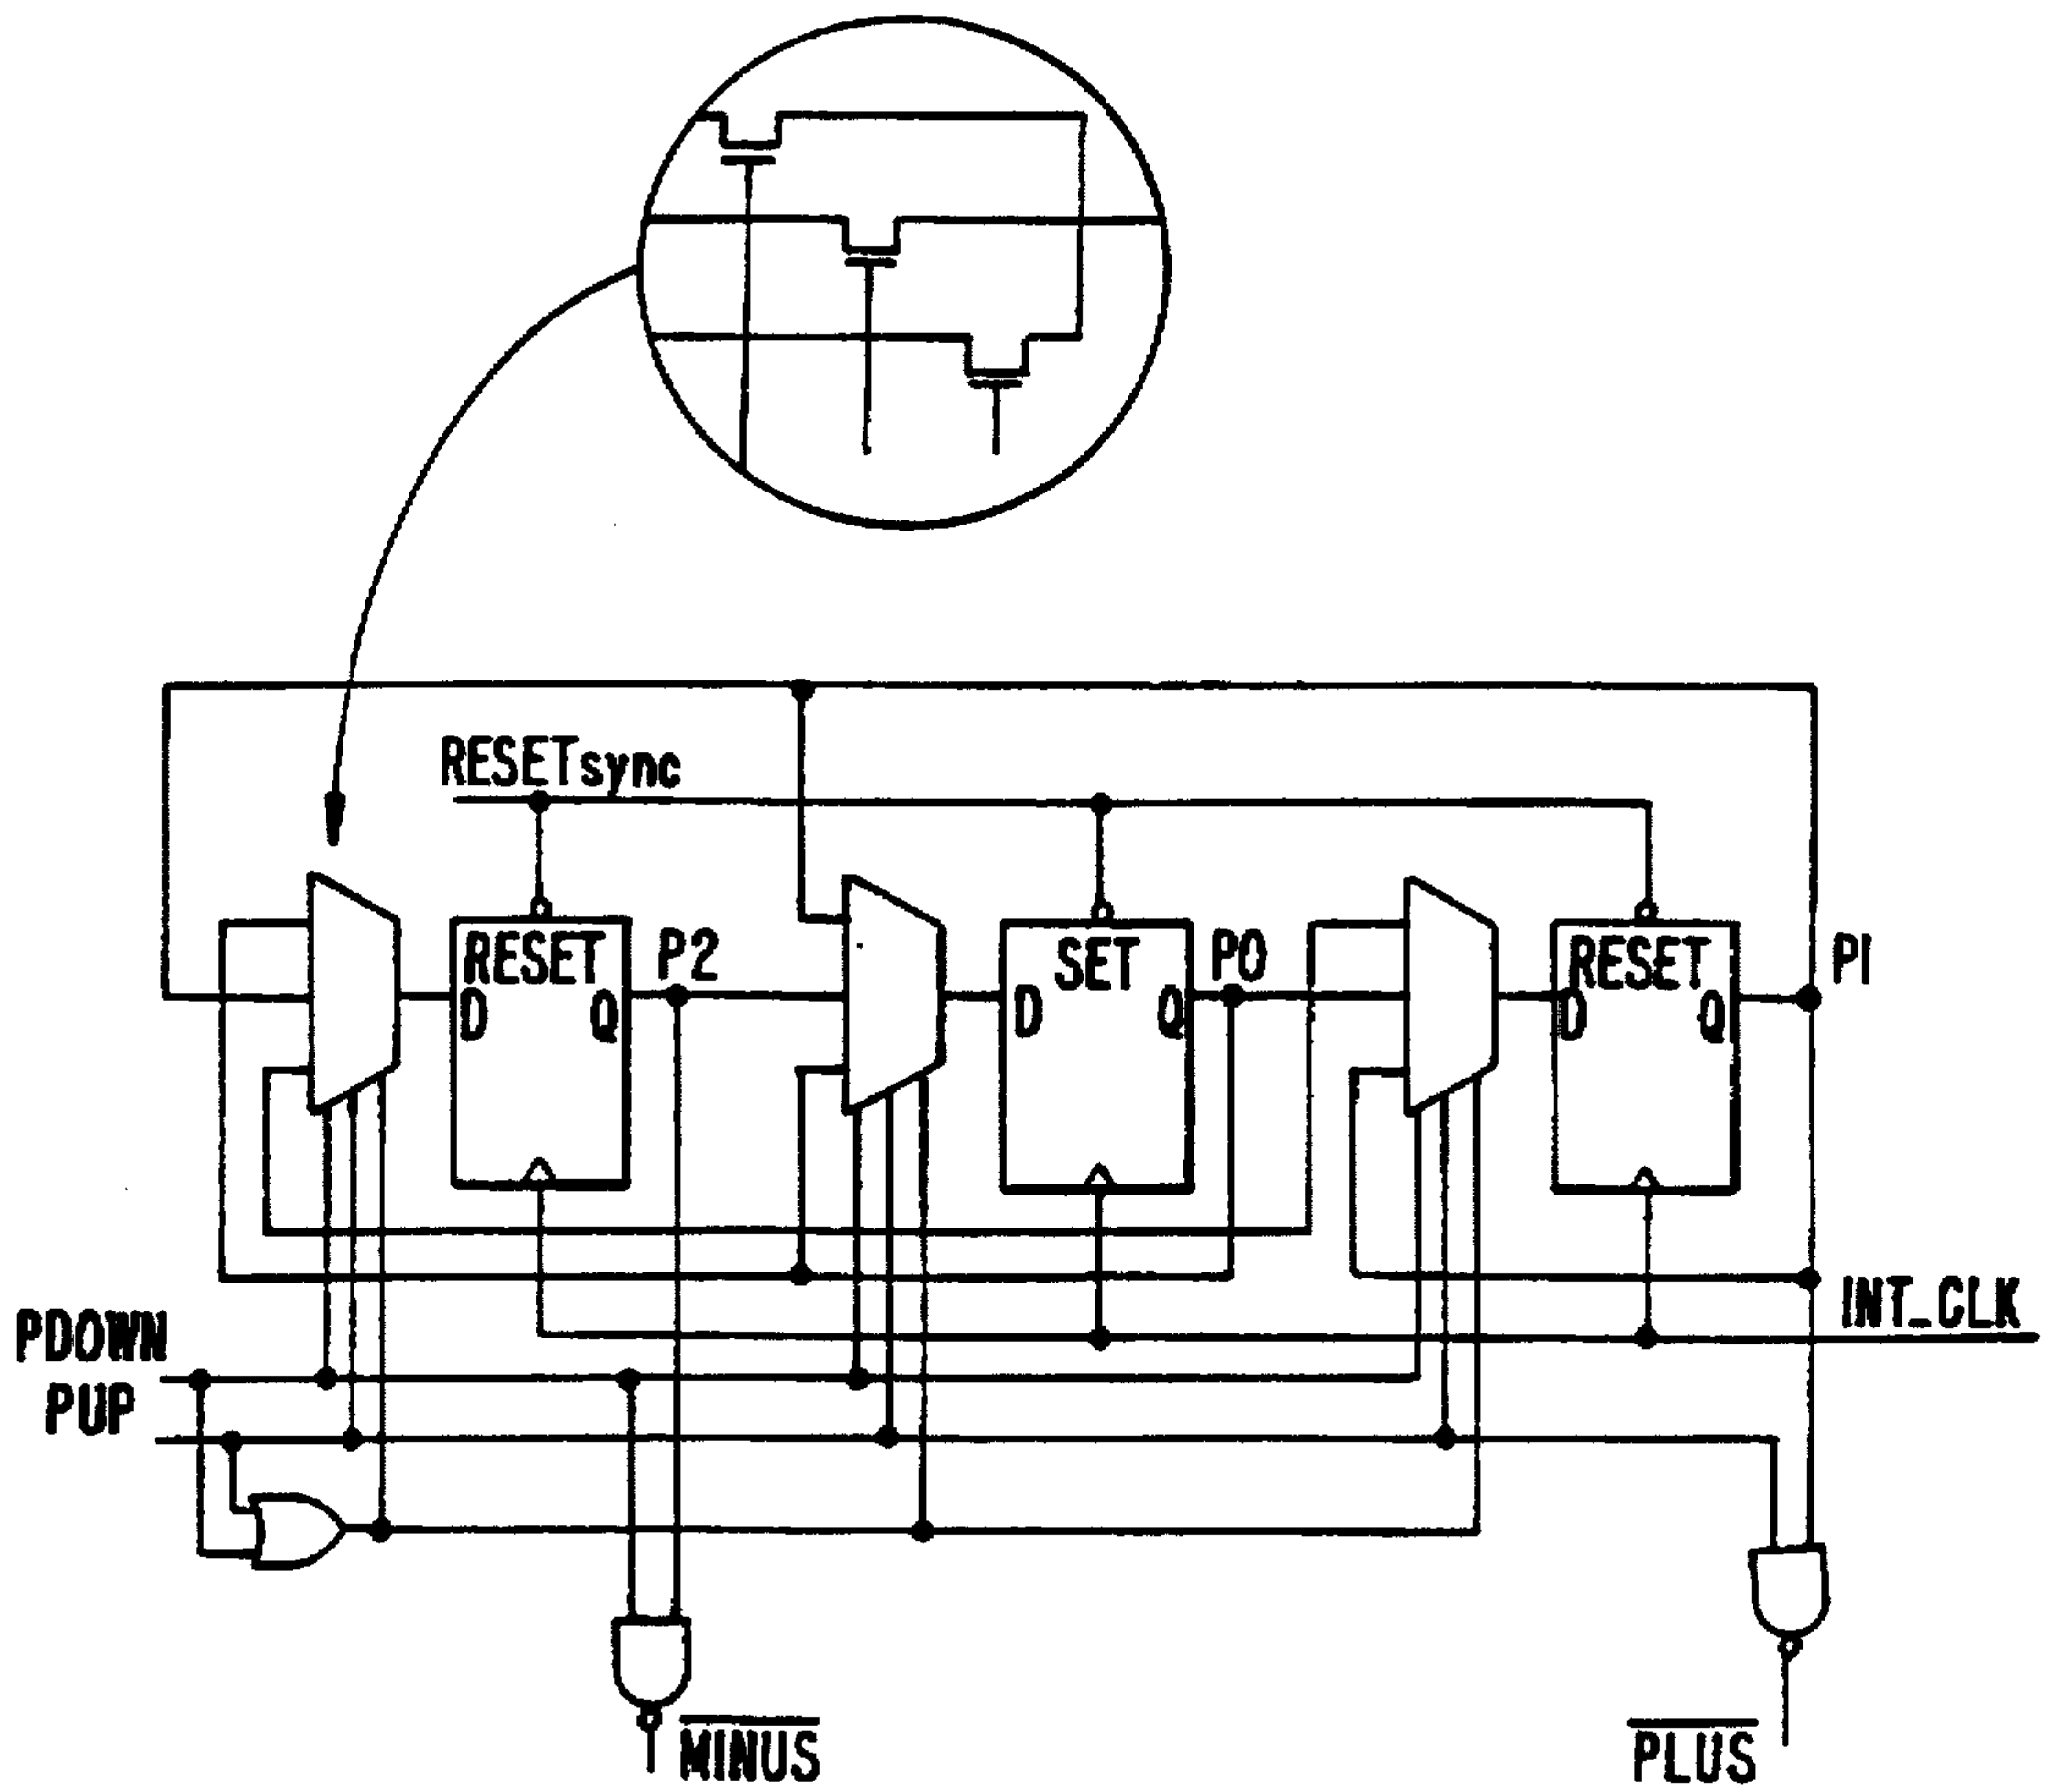 RESETsync
RESET
P2
SET
P0
RESET
P1
D
Q
D
Q
D
Q
INT_CLK
PDOWN
PUP
MINUS
PLUS